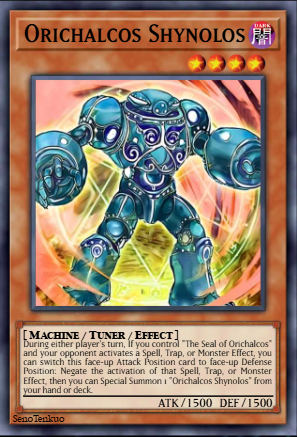 Orichalcos Shynolos
DARK
闇
[ Machine / Tuner / Effect ]
During either player's turn, If you control "The Seal of Orichalcos"
and your opponent activates a Spell, Trap, or Monster Effect, you
can switch this face-up Attack Position card to face-up Defense
Position: Negate the activation of that Spell, Trap, or Monster
Effect, then you can Special Summon 1 "Orichalcos Shynolos" from
your hand or deck.
ATK / 1500 DEF / 1500
SenoTenkuo